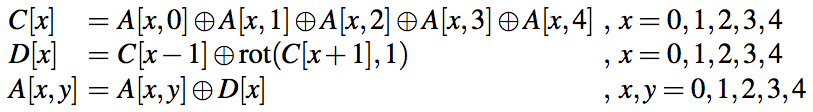 C[x] = A[x,0]⊕A[x,1]⊕A[x,2]⊕A[x,3]⊕A[x,4] , x = 0,1,2,3,4
D[x] = C[x−1]⊕rot(C[x+1],1) , x = 0,1,2,3,4
A[x,y] = A[x,y]⊕D[x] , x,y = 0,1,2,3,4